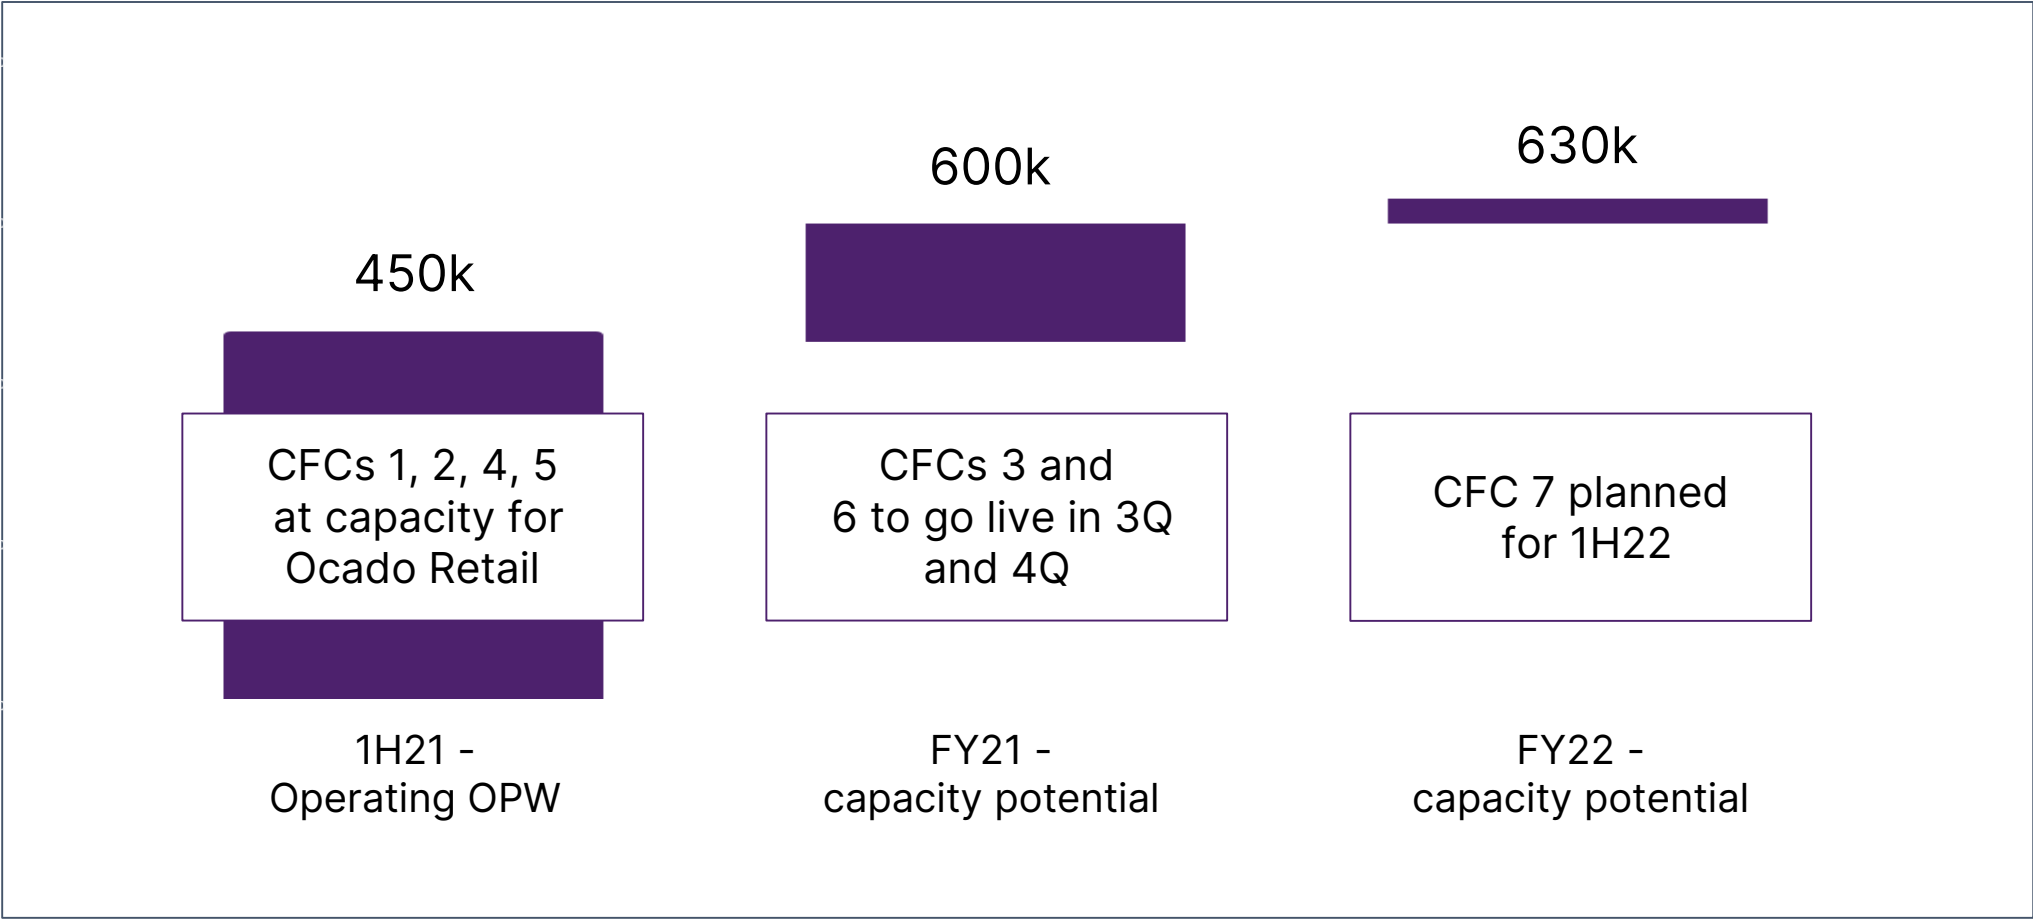 450k
600k
630k
CFCs 1, 2, 4, 5
at capacity for
Ocado Retail
CFCs 3 and
6 to go live in 3Q
and 4Q
CFC 7 planned
for 1H22
1H21 -
Operating OPW
FY21 -
capacity potential
FY22 -
capacity potential